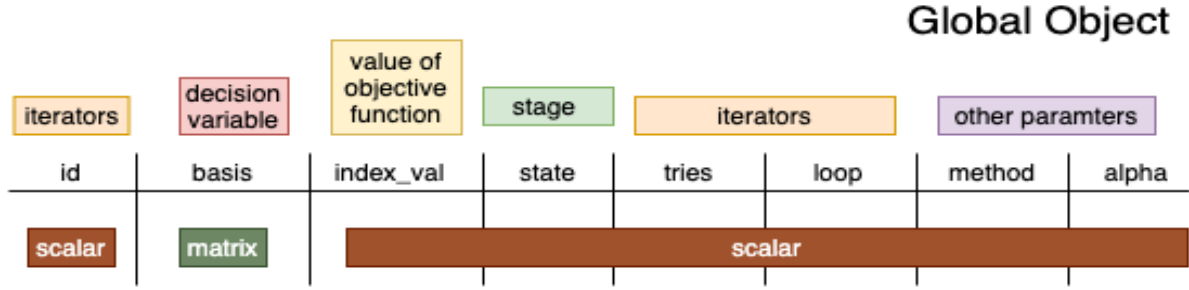 Global Object
iterators
decision
variable
value of
objective
function
stage
iterators
other paramters
id basis index_val state tries loop method alpha
scalar matrix scalar